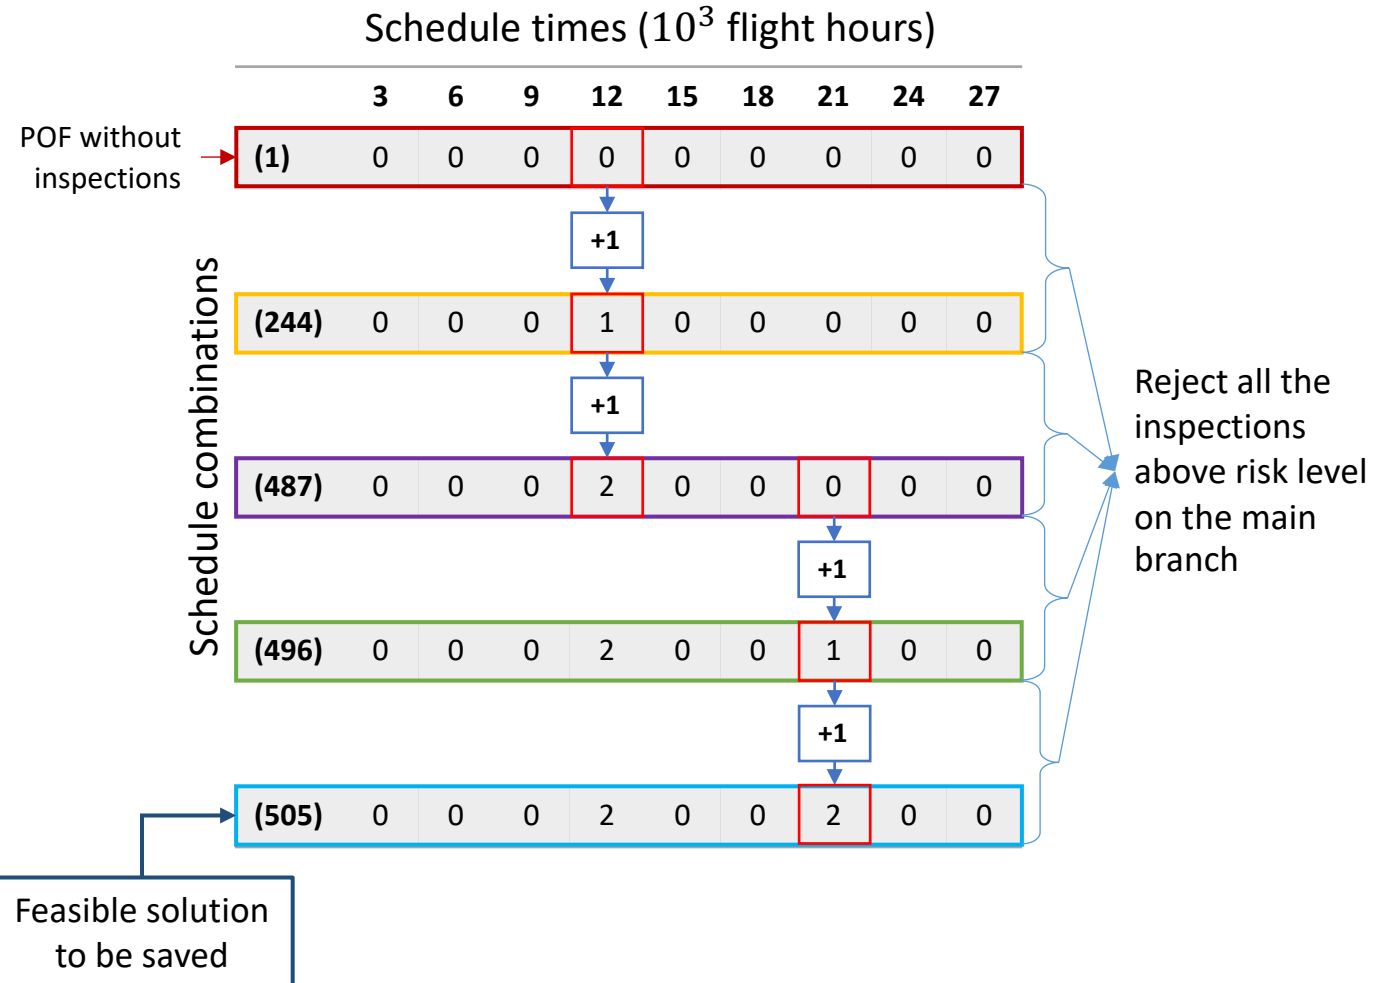 Schedule times (10³ flight hours)
3 6 9 12 15 18 21 24 27
POF without
inspections
(1) 0 0 0 0 0 0 0 0 0
+1
Schedule combinations
(244) 0 0 0 1 0 0 0 0 0
+1
(487) 0 0 0 2 0 0 0 0 0
+1
(496) 0 0 0 2 0 0 1 0 0
+1
(505) 0 0 0 2 0 0 2 0 0
Reject all the
inspections
above risk level
on the main
branch
Feasible solution
to be saved